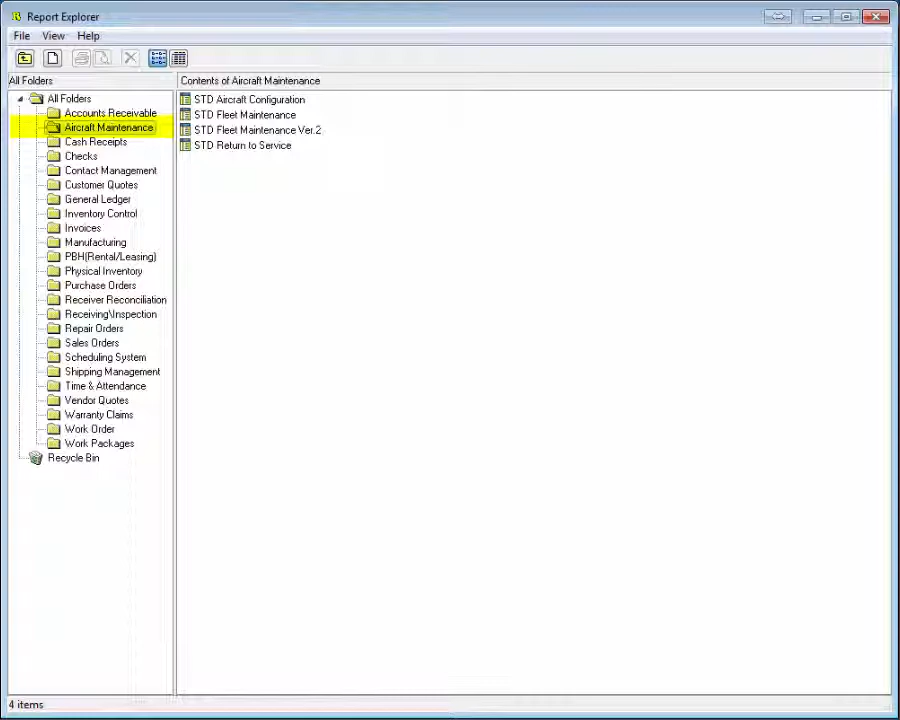 Report Explorer
File View Help
All Folders
Contents of Aircraft Maintenance
All Folders
Accounts Receivable
Aircraft Maintenance
Cash Receipts
Checks
Contact Management
Customer Quotes
General Ledger
Inventory Control
Invoices
Manufacturing
PBH(Rental/Leasing)
Physical Inventory
Purchase Orders
Receiver Reconciliation
Receiving\Inspection
Repair Orders
Sales Orders
Scheduling System
Shipping Management
Time & Attendance
Vendor Quotes
Warranty Claims
Work Order
Work Packages
Recycle Bin
STD Aircraft Configuration
STD Fleet Maintenance
STD Fleet Maintenance Ver.2
STD Return to Service
4 items